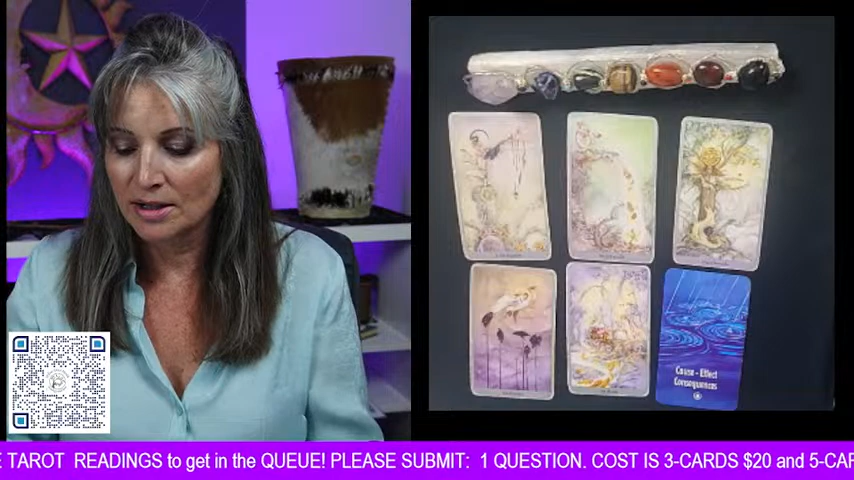 Cause - Effect
Consequences
E TAROT READINGS to get in the QUEUE! PLEASE SUBMIT: 1 QUESTION. COST IS 3-CARDS $20 and 5-CAR